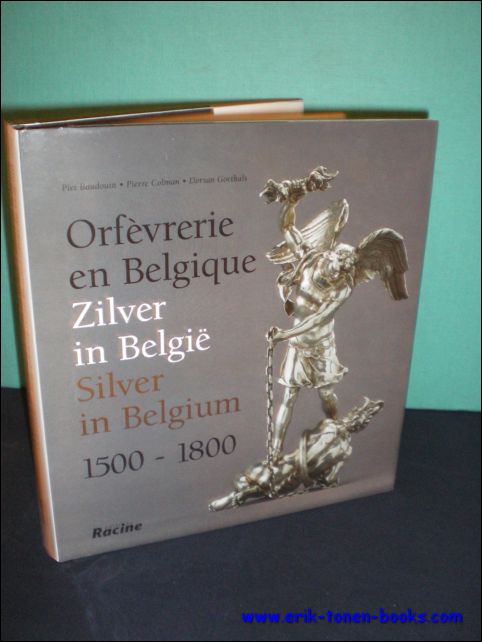 Piet Baudouin • Pierre Colman • Dorsan Goethals
Orfèvrerie
en Belgique
Zilver
in België
Silver
in Belgium
1500 - 1800
Racine
www.erik-tonen-books.com